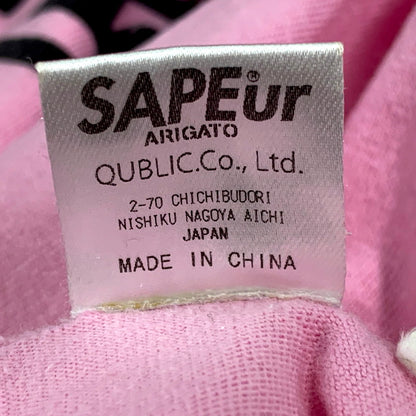 SAPEur®
ARIGATO
QUBLIC.Co., Ltd.
2-70 CHICHIBUDORI
NISHIKU NAGOYA AICHI
JAPAN
MADE IN CHINA